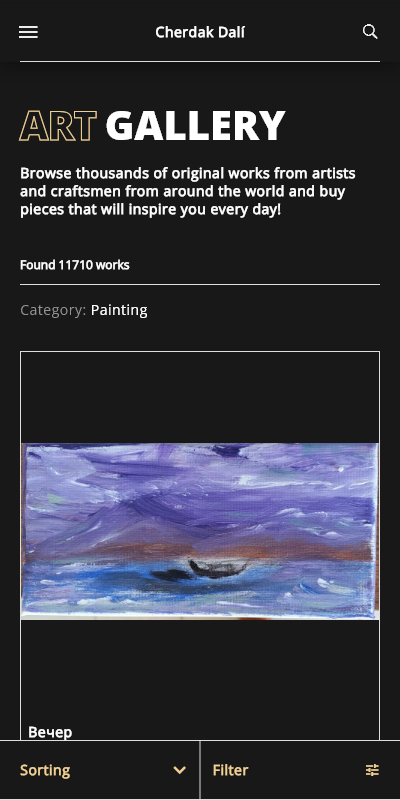 Cherdak Dalí
ART GALLERY
Browse thousands of original works from artists
and craftsmen from around the world and buy
pieces that will inspire you every day!
Found 11710 works
Category: Painting
Вечер
Sorting
Filter